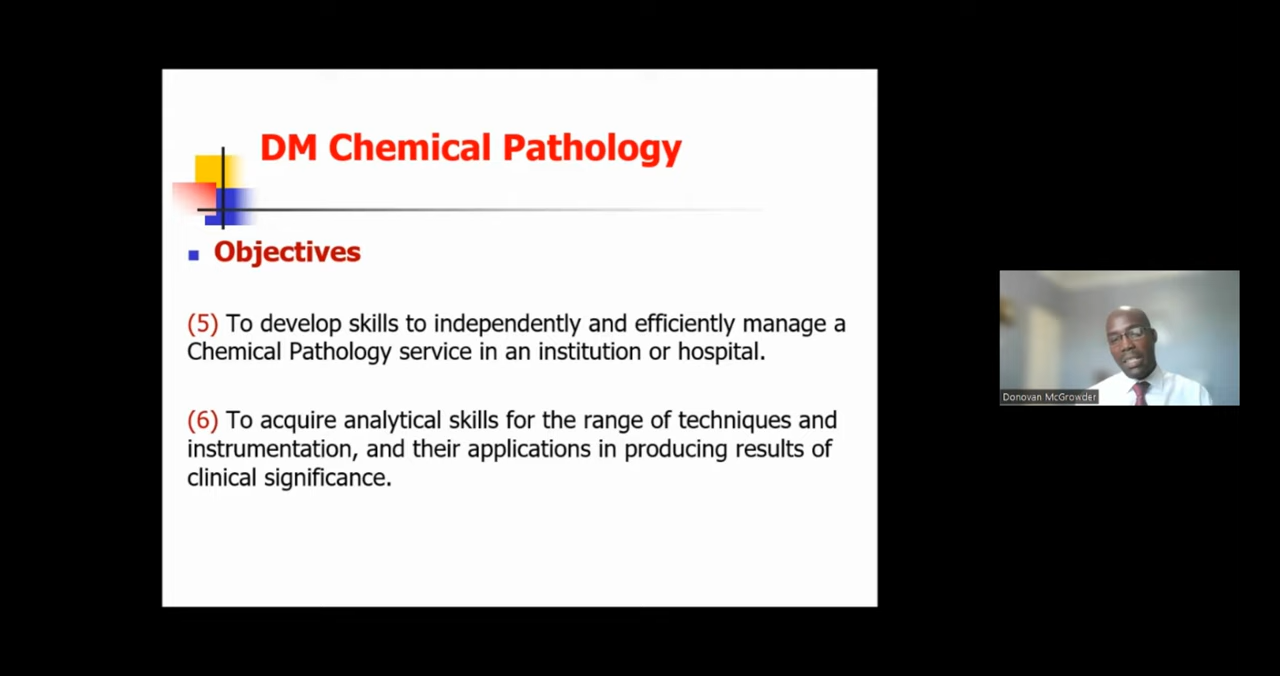 DM Chemical Pathology
Objectives
(5) To develop skills to independently and efficiently manage a
Chemical Pathology service in an institution or hospital.
(6) To acquire analytical skills for the range of techniques and
instrumentation, and their applications in producing results of
clinical significance.
Donovan McGrowder